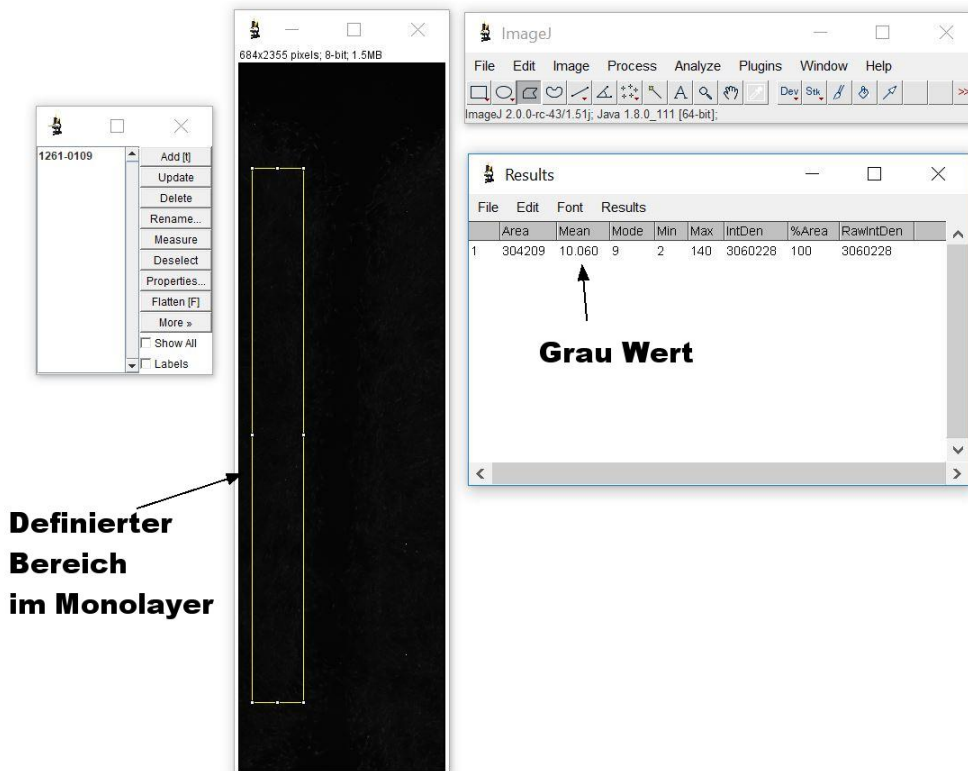 684x2355 pixels; 8-bit; 1.5MB
ImageJ
File Edit Image Process Analyze Plugins Window Help
A Dev Stk >>
ImageJ 2.0.0-rc-43/1.51j; Java 1.8.0_111 [64-bit];
1261-0109
Add [t]
Update
Delete
Rename...
Measure
Deselect
Properties...
Flatten [F]
More »
Show All
Labels
Results
File Edit Font Results
Area Mean Mode Min Max IntDen %Area RawIntDen
1 304209 10.060 9 2 140 3060228 100 3060228
Grau Wert
Definierter
Bereich
im Monolayer